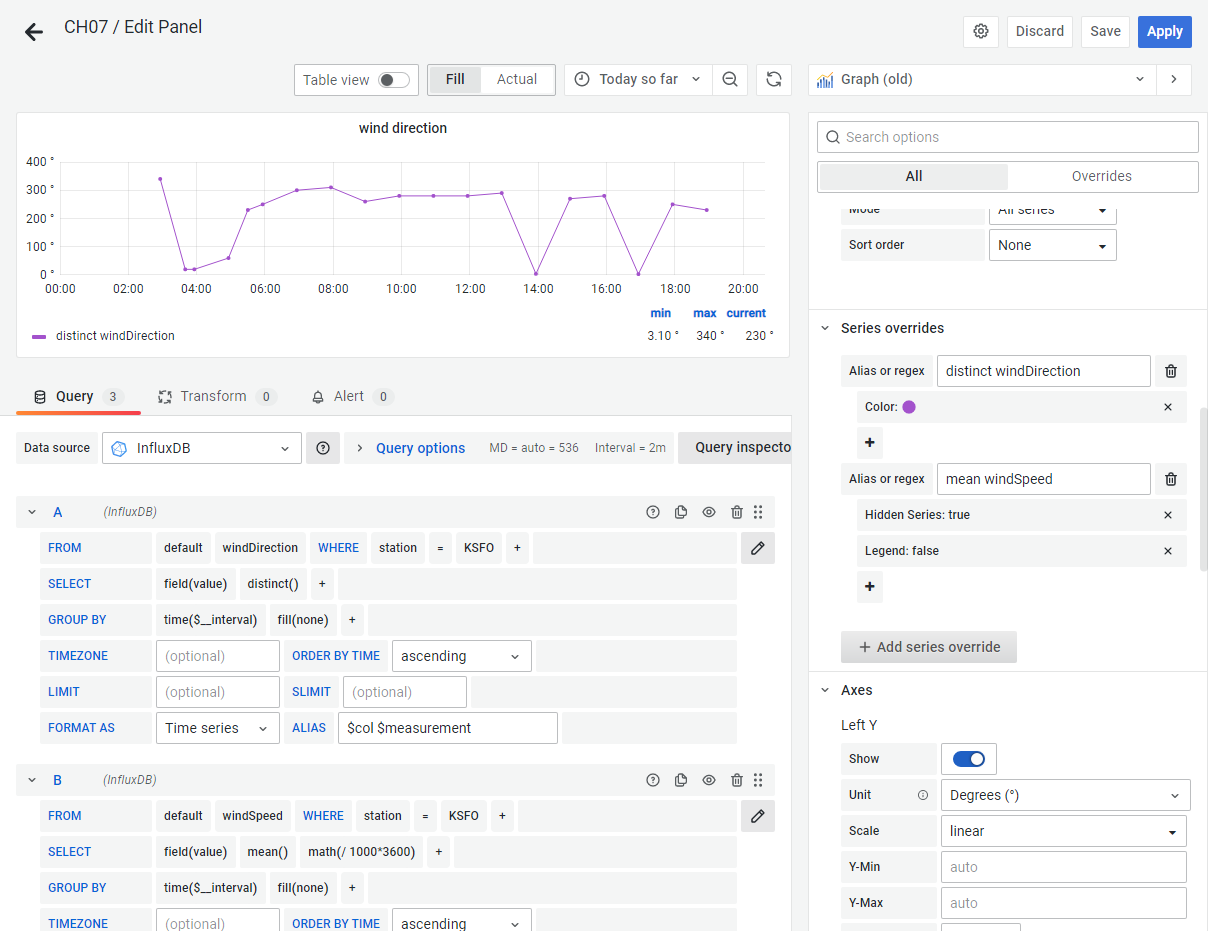 CH07 / Edit Panel
Discard
Save
Apply
Table view
Fill
Actual
Today so far
Graph (old)
wind direction
400 °
300 °
200 °
100 °
0 °
00:00 02:00 04:00 06:00 08:00 10:00 12:00 14:00 16:00 18:00 20:00
min max current
distinct windDirection 3.10 ° 340 ° 230 °
Query 3
Transform 0
Alert 0
Data source
InfluxDB
Query options
MD = auto = 536
Interval = 2m
Query inspecto
A (InfluxDB)
FROM default windDirection WHERE station = KSFO +
SELECT field(value) distinct() +
GROUP BY time($__interval) fill(none) +
TIMEZONE (optional) ORDER BY TIME ascending
LIMIT (optional) SLIMIT (optional)
FORMAT AS Time series ALIAS $col $measurement
B (InfluxDB)
FROM default windSpeed WHERE station = KSFO +
SELECT field(value) mean() math(/ 1000*3600) +
GROUP BY time($__interval) fill(none) +
TIMEZONE (optional) ORDER BY TIME ascending
Search options
All
Overrides
Mode All series
Sort order None
Series overrides
Alias or regex distinct windDirection
Color:
Alias or regex mean windSpeed
Hidden Series: true
Legend: false
+ Add series override
Axes
Left Y
Show
Unit Degrees (°)
Scale linear
Y-Min auto
Y-Max auto